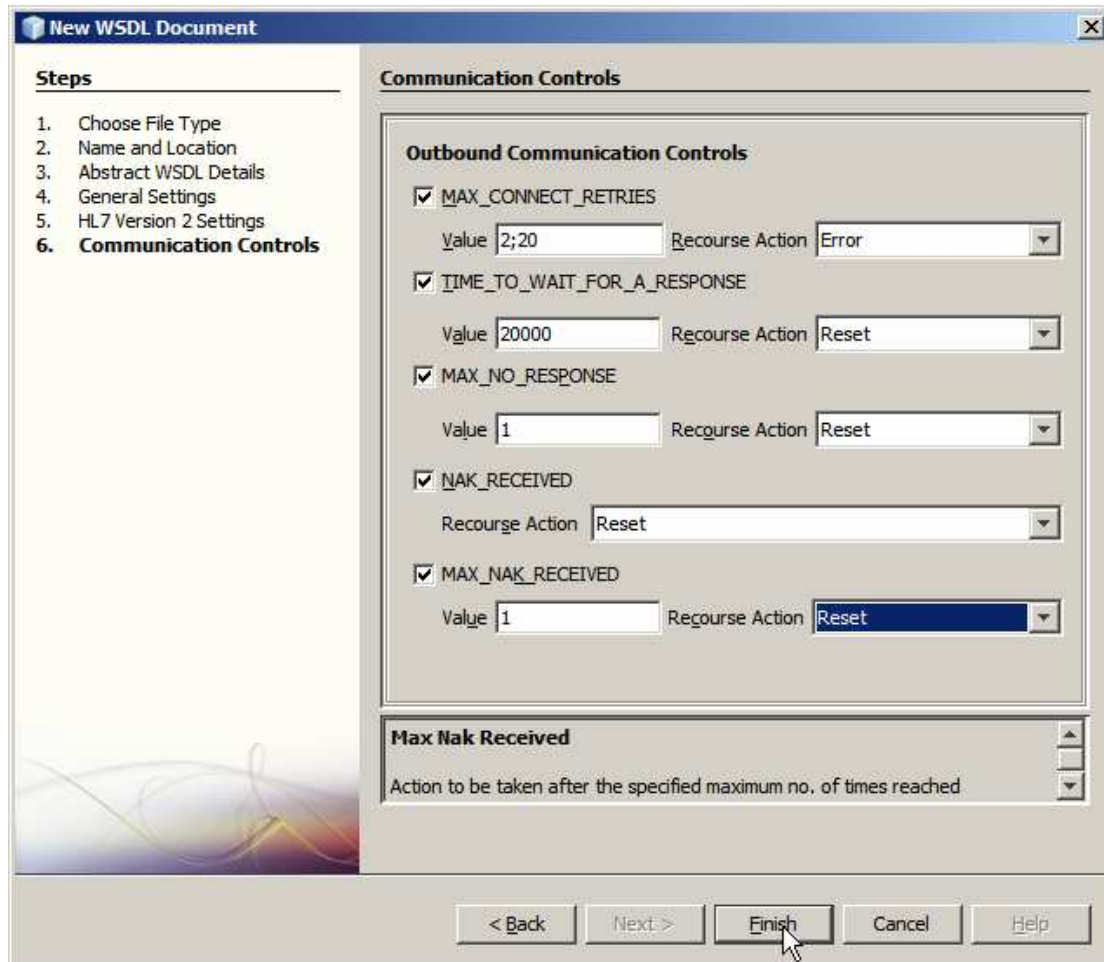 New WSDL Document
Steps
1. Choose File Type
2. Name and Location
3. Abstract WSDL Details
4. General Settings
5. HL7 Version 2 Settings
6. Communication Controls
Communication Controls
Outbound Communication Controls
MAX_CONNECT_RETRIES
Value 2;20 Recourse Action Error
TIME_TO_WAIT_FOR_A_RESPONSE
Value 20000 Recourse Action Reset
MAX_NO_RESPONSE
Value 1 Recourse Action Reset
NAK_RECEIVED
Recourse Action Reset
MAX_NAK_RECEIVED
Value 1 Recourse Action Reset
Max Nak Received
Action to be taken after the specified maximum no. of times reached
< Back Next > Finish Cancel Help